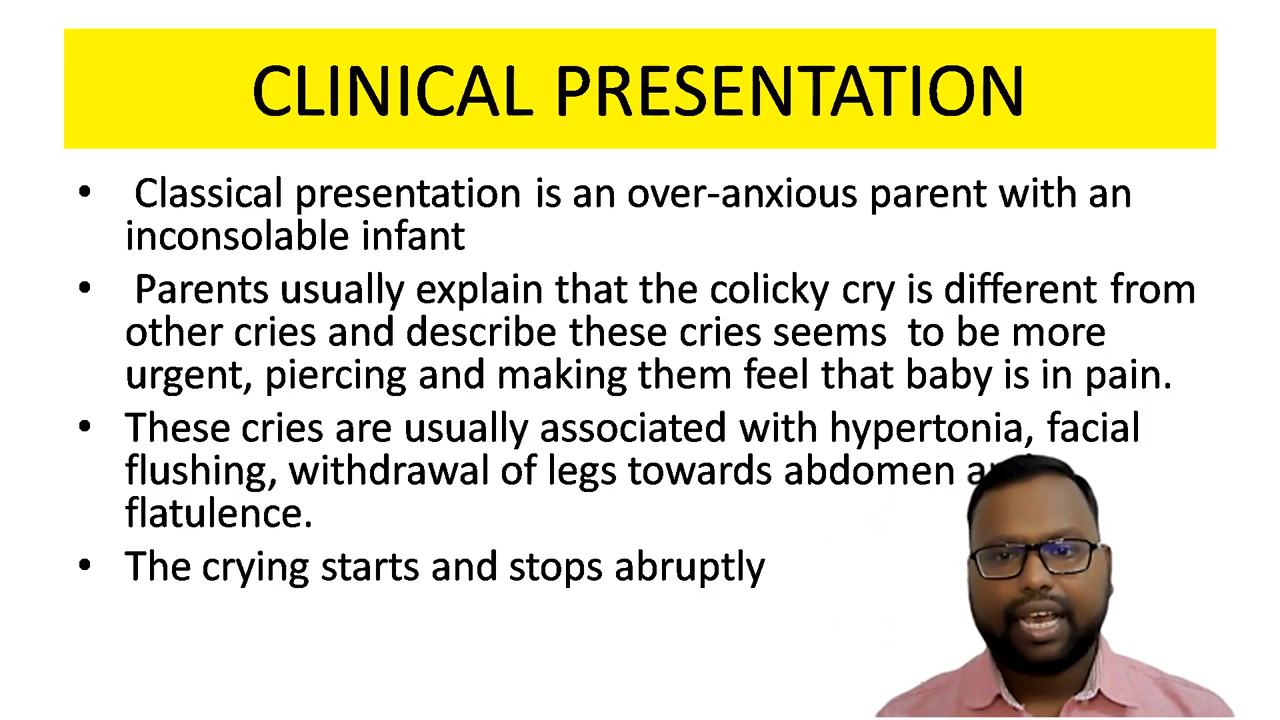 CLINICAL PRESENTATION
• Classical presentation is an over-anxious parent with an
inconsolable infant
• Parents usually explain that the colicky cry is different from
other cries and describe these cries seems to be more
urgent, piercing and making them feel that baby is in pain.
• These cries are usually associated with hypertonia, facial
flushing, withdrawal of legs towards abdomen
flatulence.
• The crying starts and stops abruptly